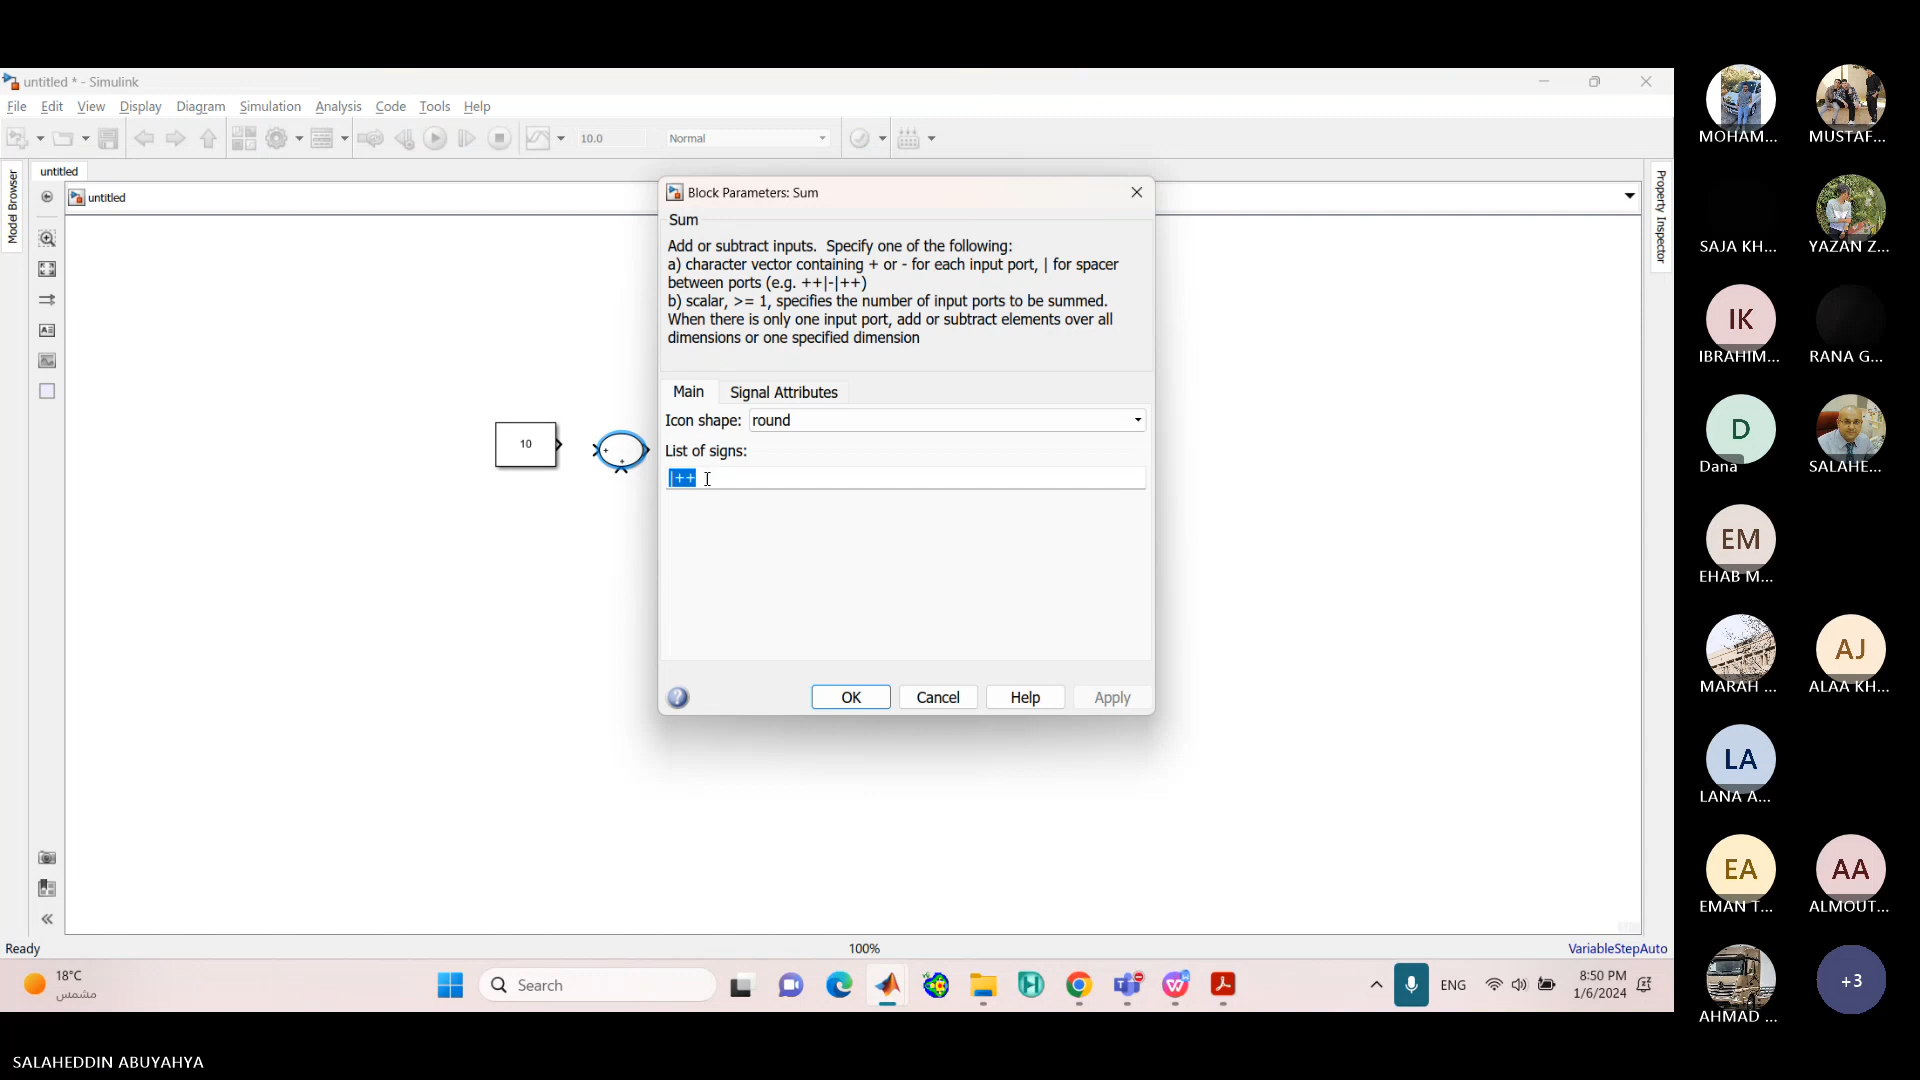 untitled * - Simulink
File Edit View Display Diagram Simulation Analysis Code Tools Help
10.0 Normal
untitled
untitled
Model Browser
Property Inspector
10
+
+
Block Parameters: Sum
Sum
Add or subtract inputs. Specify one of the following:
a) character vector containing + or - for each input port, | for spacer
between ports (e.g. ++|-|++)
b) scalar, >= 1, specifies the number of input ports to be summed.
When there is only one input port, add or subtract elements over all
dimensions or one specified dimension
Main Signal Attributes
Icon shape: round
List of signs:
|++
OK Cancel Help Apply
Ready 100% VariableStepAuto
18°C
مشمس
Search
ENG
8:50 PM
1/6/2024
MOHAM... MUSTAF...
SAJA KH... YAZAN Z...
IK
IBRAHIM... RANA G...
D
Dana SALAHE...
EM
EHAB M...
AJ
MARAH ... ALAA KH...
LA
LANA A...
EA AA
EMAN T... ALMOUT...
+3
AHMAD ...
SALAHEDDIN ABUYAHYA